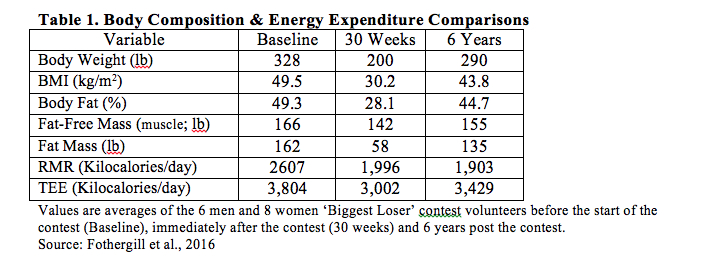 Table 1. Body Composition & Energy Expenditure Comparisons
Variable Baseline 30 Weeks 6 Years
Body Weight (lb) 328 200 290
BMI (kg/m²) 49.5 30.2 43.8
Body Fat (%) 49.3 28.1 44.7
Fat-Free Mass (muscle; lb) 166 142 155
Fat Mass (lb) 162 58 135
RMR (Kilocalories/day) 2607 1,996 1,903
TEE (Kilocalories/day) 3,804 3,002 3,429
Values are averages of the 6 men and 8 women ‘Biggest Loser’ contest volunteers before the start of the
contest (Baseline), immediately after the contest (30 weeks) and 6 years post the contest.
Source: Fothergill et al., 2016